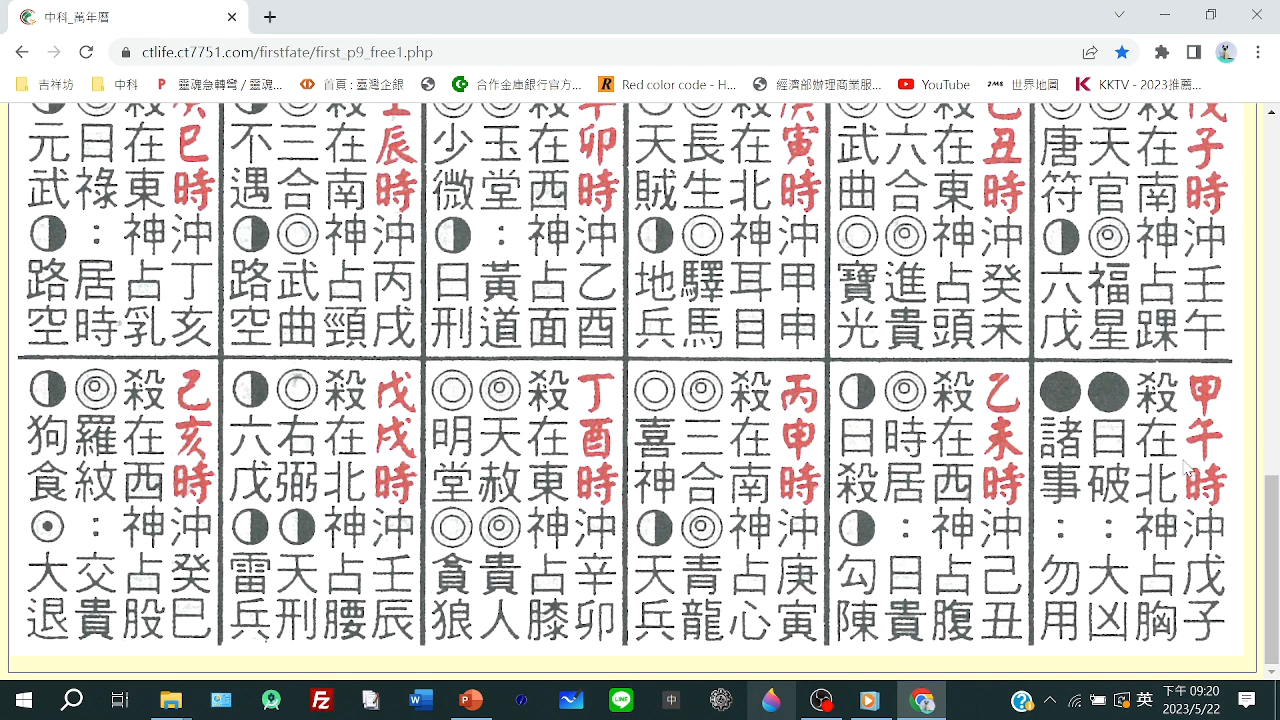 中科_萬年曆
ctlife.ct7751.com/firstfate/first_p9_free1.php
吉祥坊
中科
靈魂急轉彎 / 靈魂...
首頁 : 臺灣企銀
合作金庫銀行官方...
Red color code - H...
經濟部辦理商業服...
YouTube
世界地圖
KKTV - 2023推薦...
子時沖壬午
殺在南神占踝
天官福星
唐符六戊
丑時沖癸未
殺在東神占頭
六合進貴
武曲寶光
庚寅時沖甲申
殺在北神耳目
長生驛馬
天賊地兵
卯時沖乙酉
殺在西神占面
玉堂:黃道
少微日刑
辰時沖丙戌
殺在南神占頸
三合武曲
不遇路空
巳時沖丁亥
殺在東神占乳
日祿:居時
元武路空
甲午時沖戊子
殺在北神占胸
日破:大凶
諸事:勿用
乙未時沖己丑
殺在西神占腹
時居:日貴
日殺勾陳
丙申時沖庚寅
殺在南神占心
三合青龍
喜神天兵
丁酉時沖辛卯
殺在東神占膝
天赦貴人
明堂貪狼
戊戌時沖壬辰
殺在北神占腰
右弼天刑
六戊雷兵
己亥時沖癸巳
殺在西神占股
羅紋:交貴
狗食大退
中
英
下午 09:20
2023/5/22